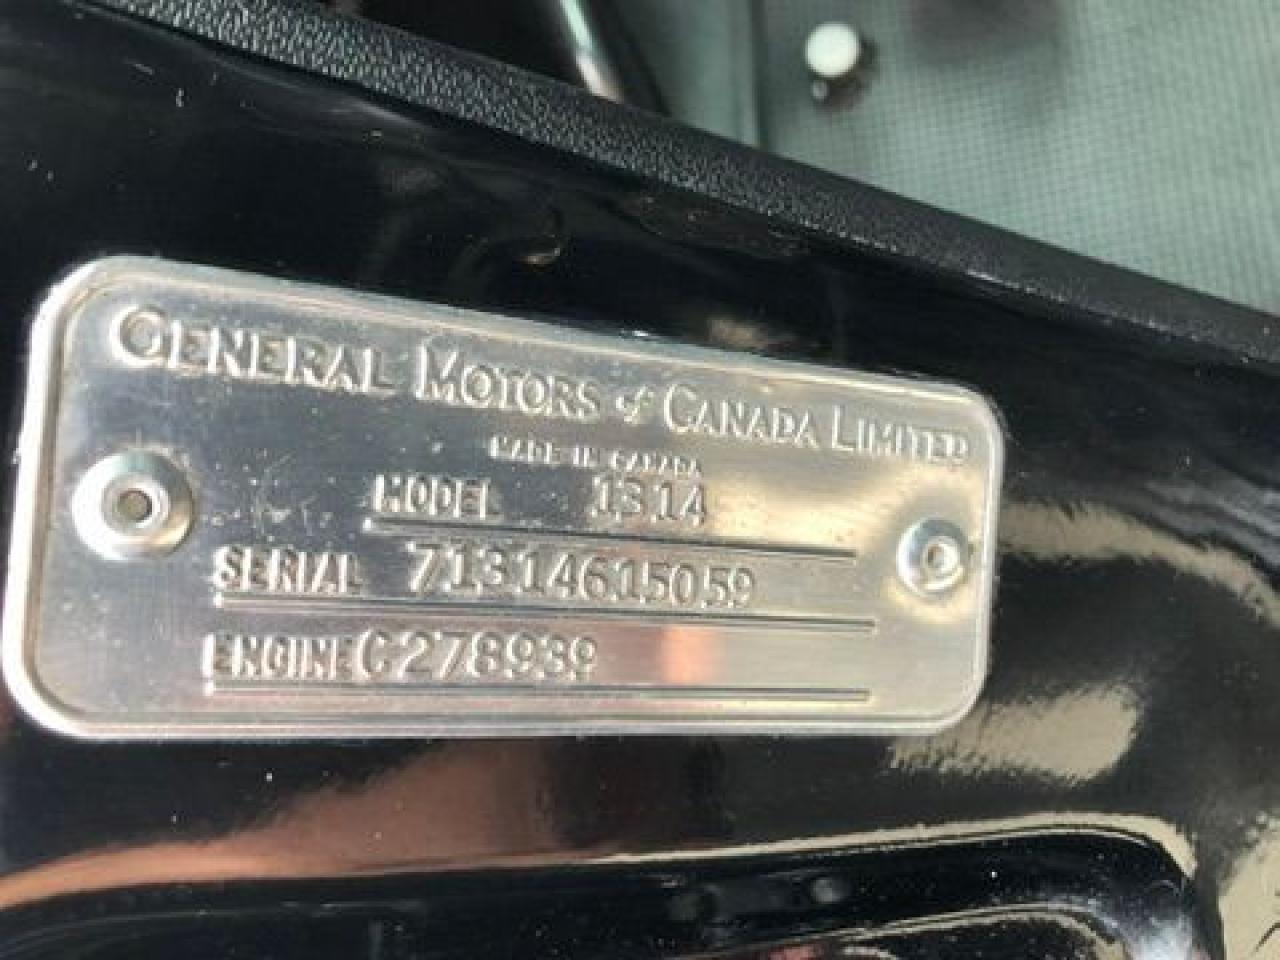 GENERAL MOTORS of CANADA LIMITED
MADE IN CANADA
MODEL 1314
SERIAL 71314615059
ENGINE C278939